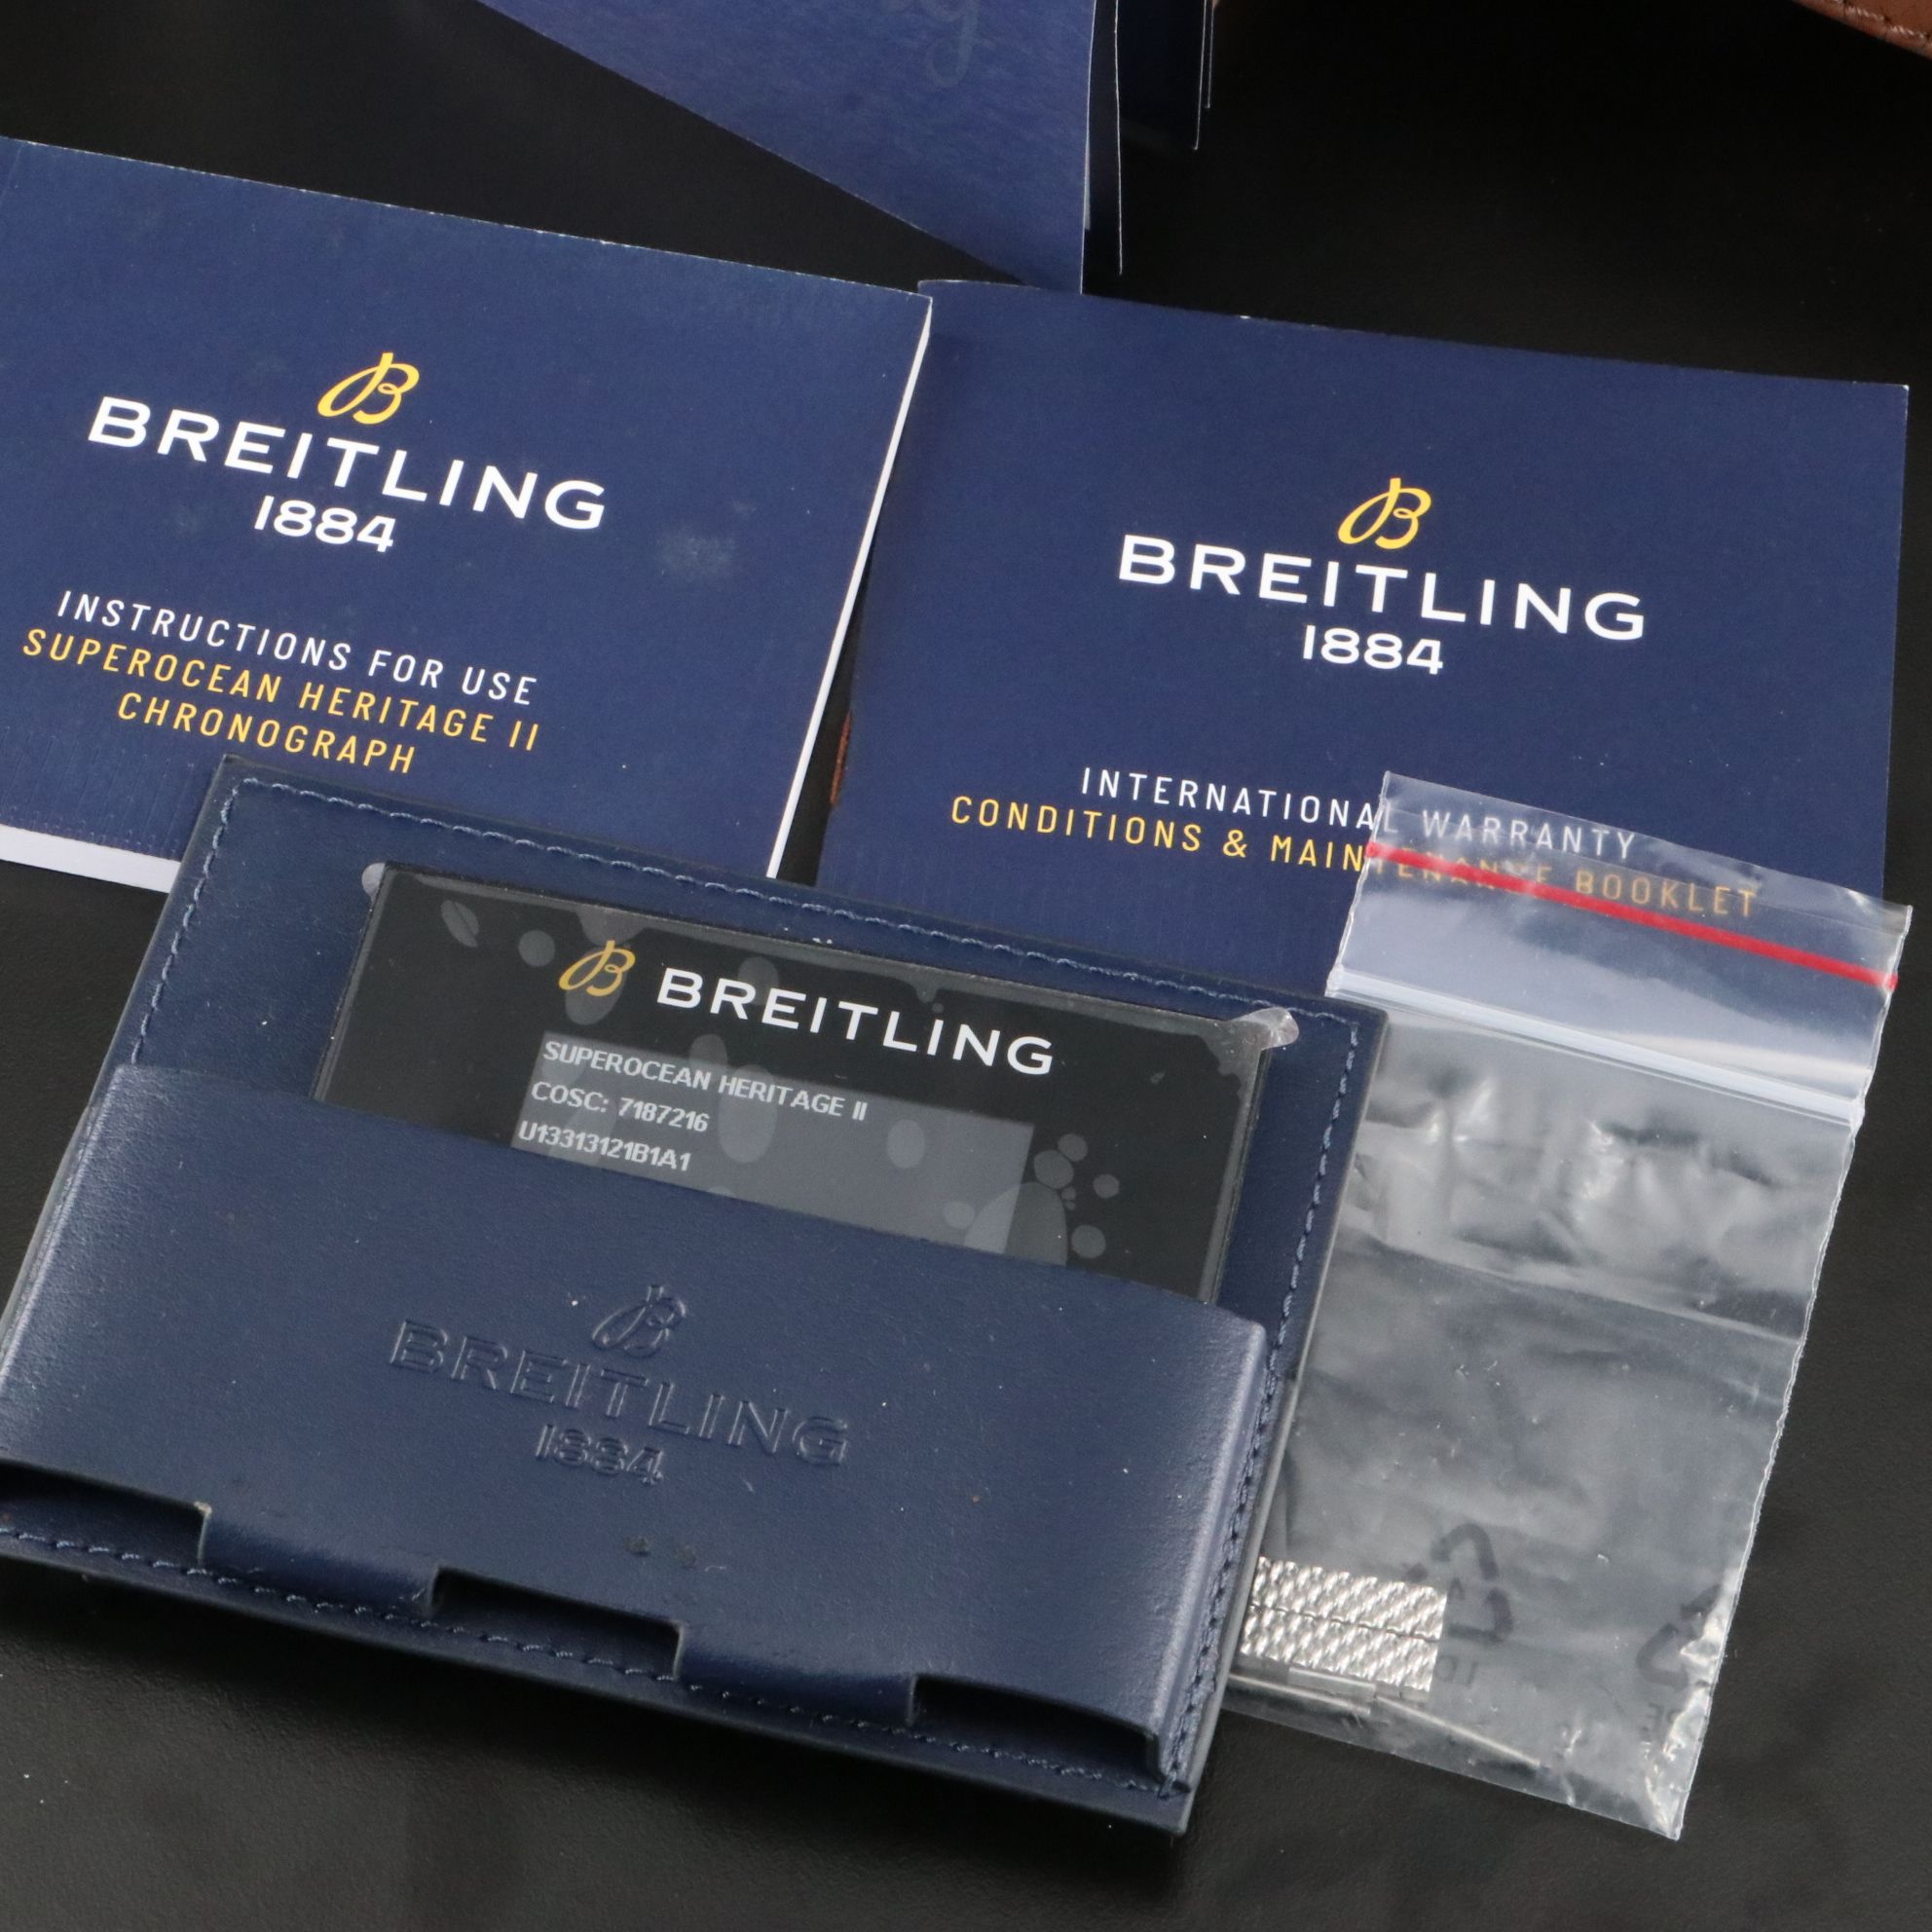 B
BREITLING
1884
INSTRUCTIONS FOR USE
SUPEROCEAN HERITAGE II
CHRONOGRAPH
B
BREITLING
1884
INTERNATIONAL WARRANTY
CONDITIONS & MAINTENANCE BOOKLET
B BREITLING
SUPEROCEAN HERITAGE II
COSC: 7187216
U13313121B1A1
B
BREITLING
1884